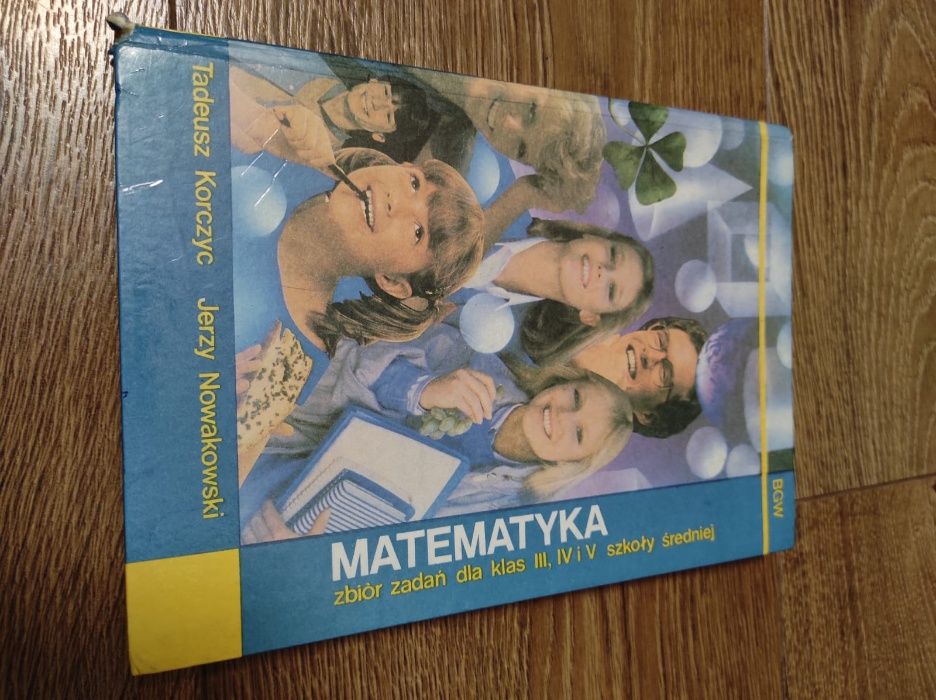 Tadeusz Korczyc Jerzy Nowakowski
MATEMATYKA
zbiór zadań dla klas III, IV i V szkoły średniej
BGW